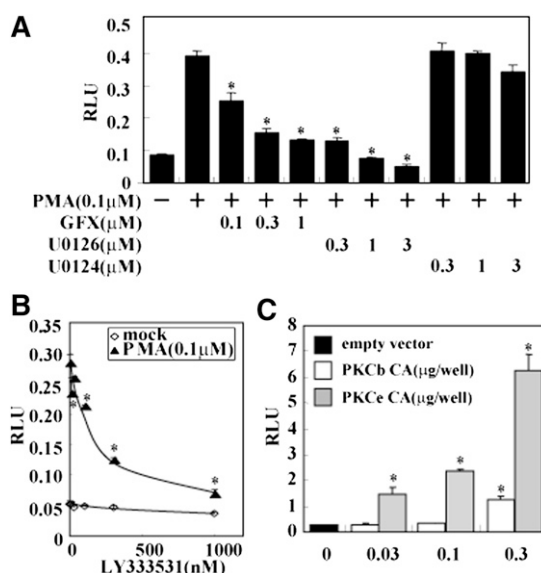 A
RLU
0.5
0.4
0.3
0.2
0.1
0.0
* * * * * *
PMA(0.1μM) − + + + + + + + + + +
GFX(μM) 0.1 0.3 1
U0126(μM) 0.3 1 3
U0124(μM) 0.3 1 3
B
RLU
0.35
0.30
0.25
0.20
0.15
0.10
0.05
0.00
mock
PMA(0.1μM)
* * * *
0 500 1000
LY333531(nM)
C
RLU
8
7
6
5
4
3
2
1
0
empty vector
PKCb CA(μg/well)
PKCe CA(μg/well)
* * * *
0 0.03 0.1 0.3